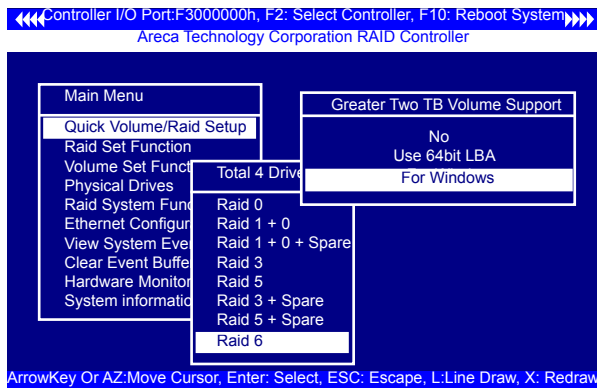 Controller I/O Port:F3000000h, F2: Select Controller, F10: Reboot System
Areca Technology Corporation RAID Controller
Main Menu
Quick Volume/Raid Setup
Raid Set Function
Volume Set Funct
Physical Drives
Raid System Func
Ethernet Configur
View System Eve
Clear Event Buffe
Hardware Monitor
System informatio
Total 4 Drive
Raid 0
Raid 1 + 0
Raid 1 + 0 + Spare
Raid 3
Raid 5
Raid 3 + Spare
Raid 5 + Spare
Raid 6
Greater Two TB Volume Support
No
Use 64bit LBA
For Windows
ArrowKey Or AZ:Move Cursor, Enter: Select, ESC: Escape, L:Line Draw, X: Redraw